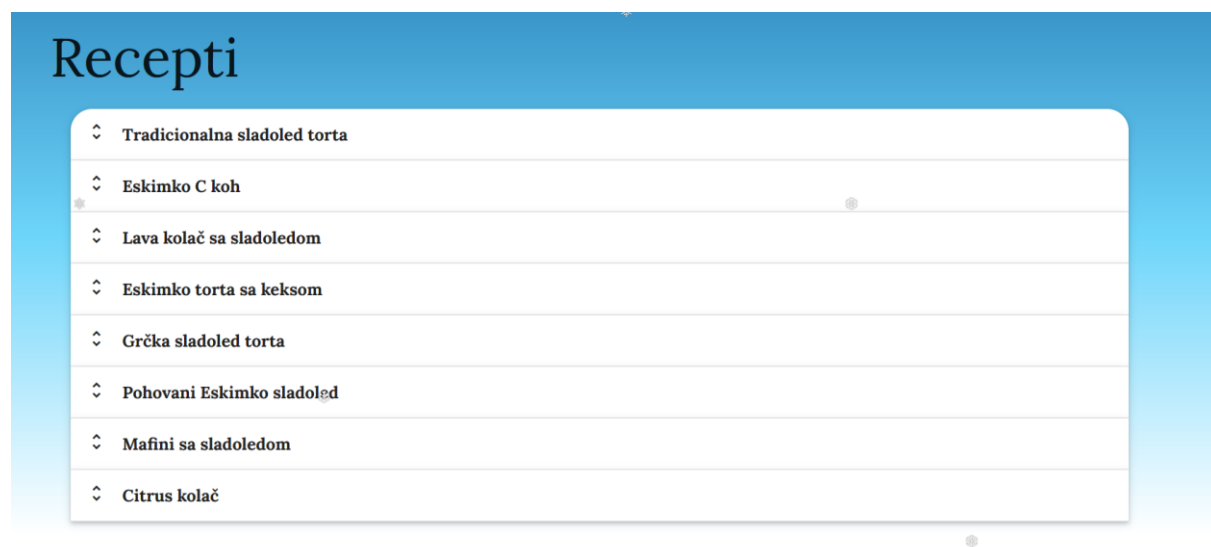 Recepti
Tradicionalna sladoled torta
Eskimko C koh
Lava kolač sa sladoledom
Eskimko torta sa keksom
Grčka sladoled torta
Pohovani Eskimko sladoled
Mafini sa sladoledom
Citrus kolač